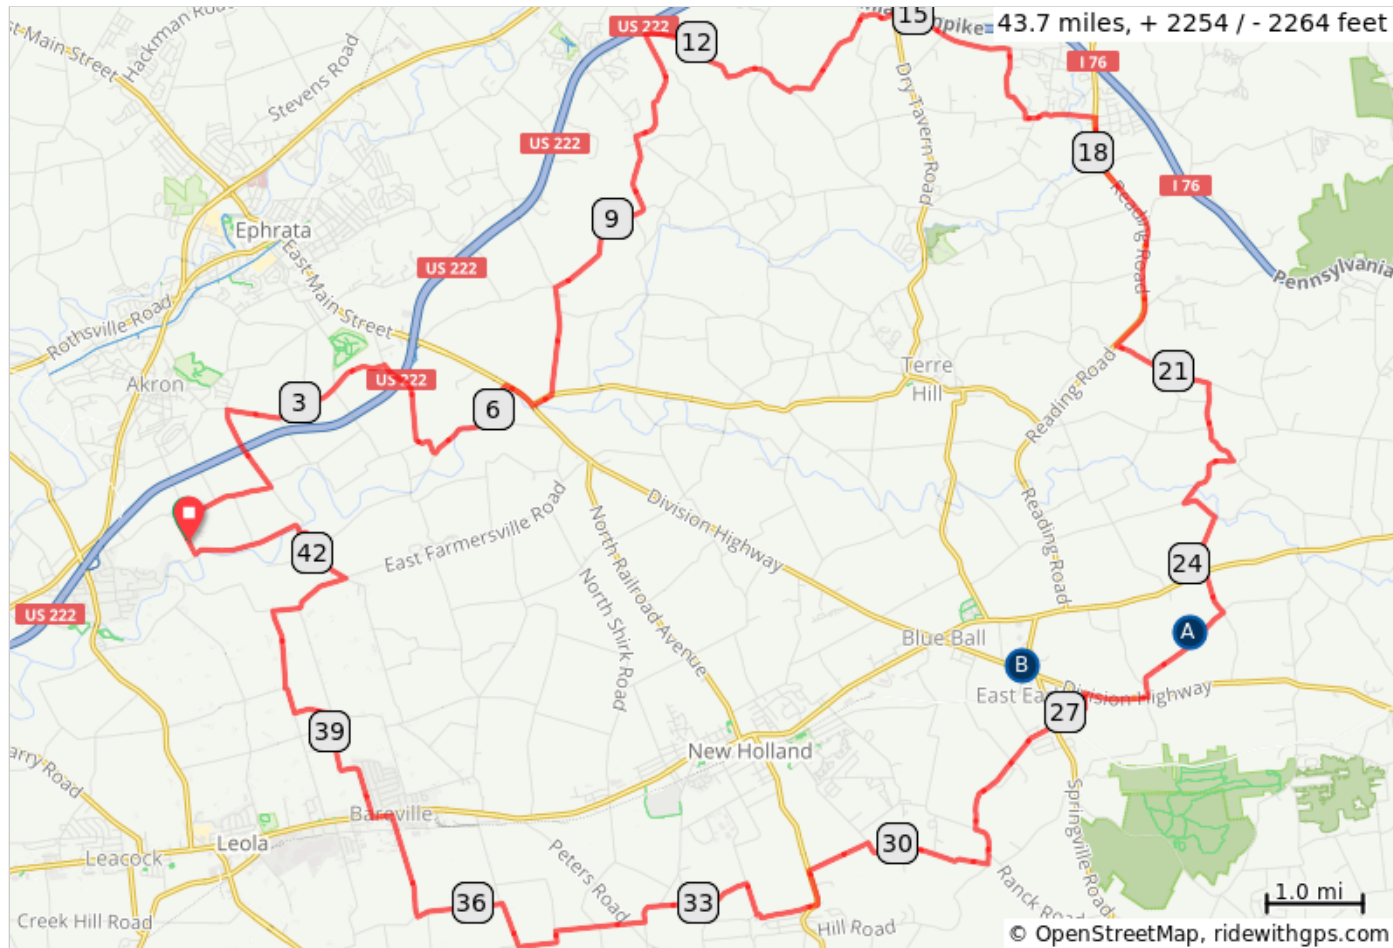 43.7 miles, + 2254 / - 2264 feet
Hackman Road
East Main Street
Stevens Road
US 222
12
15
I 76
US 222
Dry Tavern Road
18
I 76
Reading Road
9
Ephrata
US 222
Pennsylvania
East Main Street
Rothsville Road
Akron
US 222
3
6
Terre
Hill
21
Reading Road
Reading Road
East Farmersville Road
Division Highway
North Railroad Avenue
North Shirk Road
42
24
US 222
A
Blue Ball
B
East Ea
Division Highway
27
39
New Holland
Springville Road
Bareville
Leola
Leacock
30
Peters Road
Ranck Road
36
33
1.0 mi
Creek Hill Road
Hill Road
© OpenStreetMap, ridewithgps.com